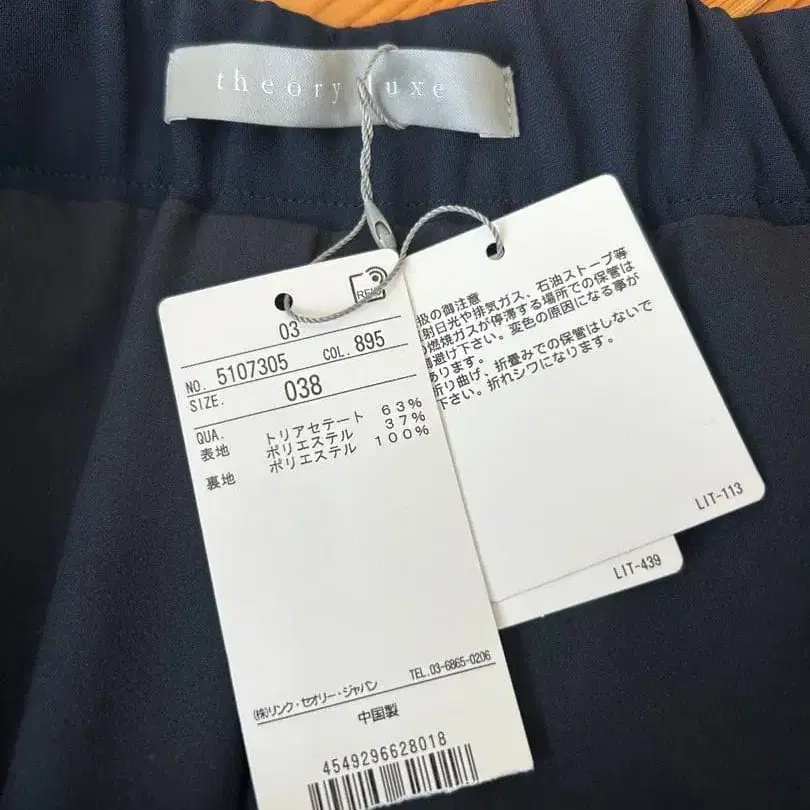 theory luxe
RFID
03
NO. 5107305 COL. 895
SIZE. 038
QUA.
表地 トリアセテート 63%
ポリエステル 37%
裏地 ポリエステル 100%
(株)リンク・セオリー・ジャパン TEL.03-6865-0206
中国製
4549296628018
扱の御注意
射日光や排気ガス、石油ストーブ等
の燃焼ガスが停滞する場所での保管は
御避け下さい。変色の原因になる事が
あります。
折り曲げ、折畳みでの保管はしないで
下さい。折れシワになります。
LIT-113
LIT-439